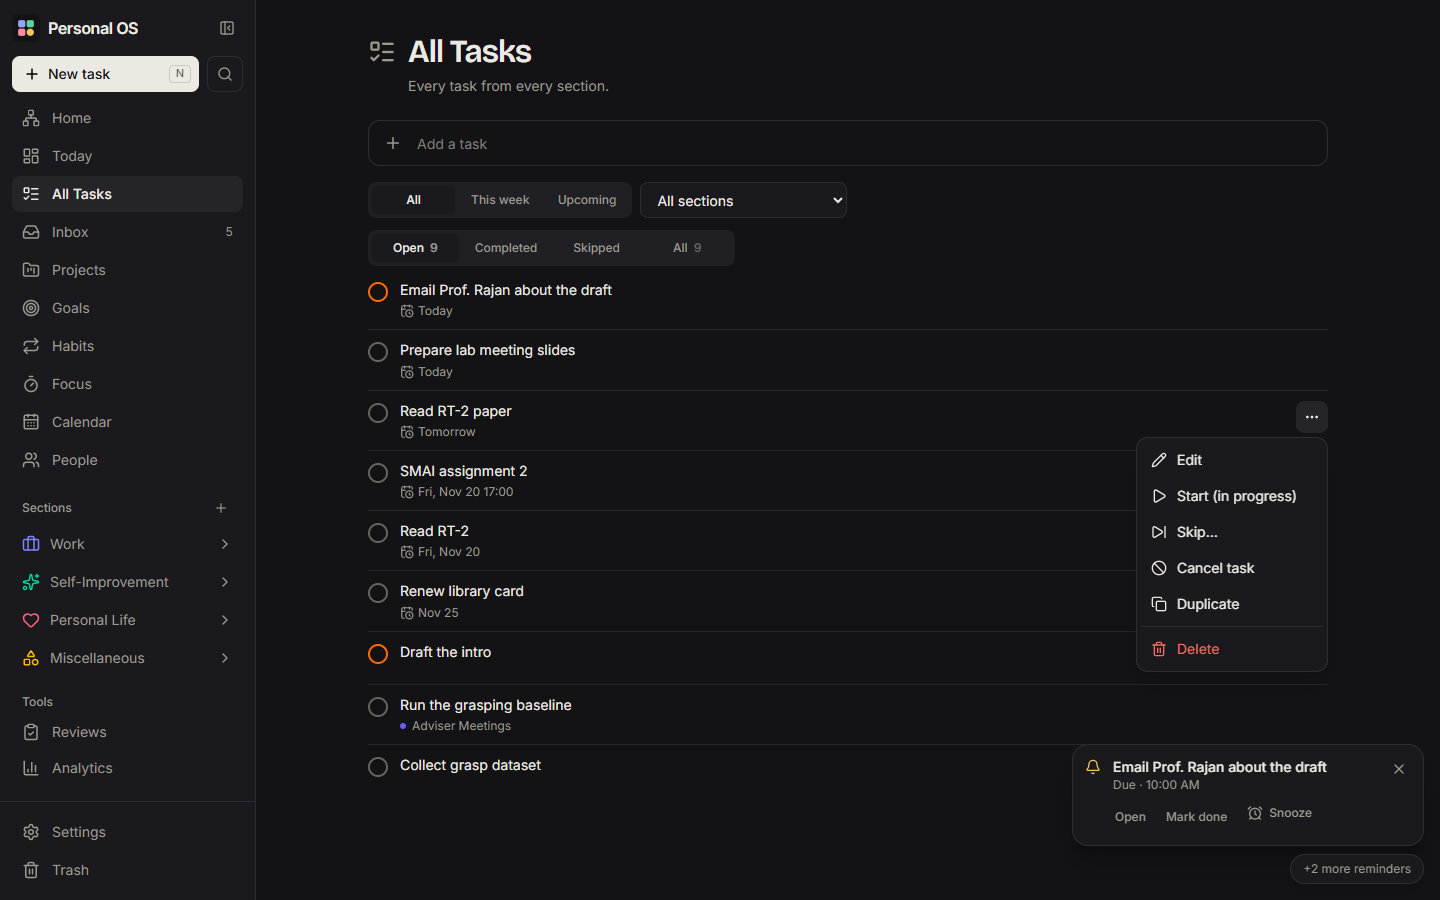 Personal OS
New task N
Home
Today
All Tasks
Inbox 5
Projects
Goals
Habits
Focus
Calendar
People
Sections
Work
Self-Improvement
Personal Life
Miscellaneous
Tools
Reviews
Analytics
Settings
Trash
All Tasks
Every task from every section.
Add a task
All This week Upcoming All sections
Open 9 Completed Skipped All 9
Email Prof. Rajan about the draft
Today
Prepare lab meeting slides
Today
Read RT-2 paper
Tomorrow
SMAI assignment 2
Fri, Nov 20 17:00
Read RT-2
Fri, Nov 20
Renew library card
Nov 25
Draft the intro
Run the grasping baseline
Adviser Meetings
Collect grasp dataset
Edit
Start (in progress)
Skip...
Cancel task
Duplicate
Delete
Email Prof. Rajan about the draft
Due · 10:00 AM
Open Mark done Snooze
+2 more reminders